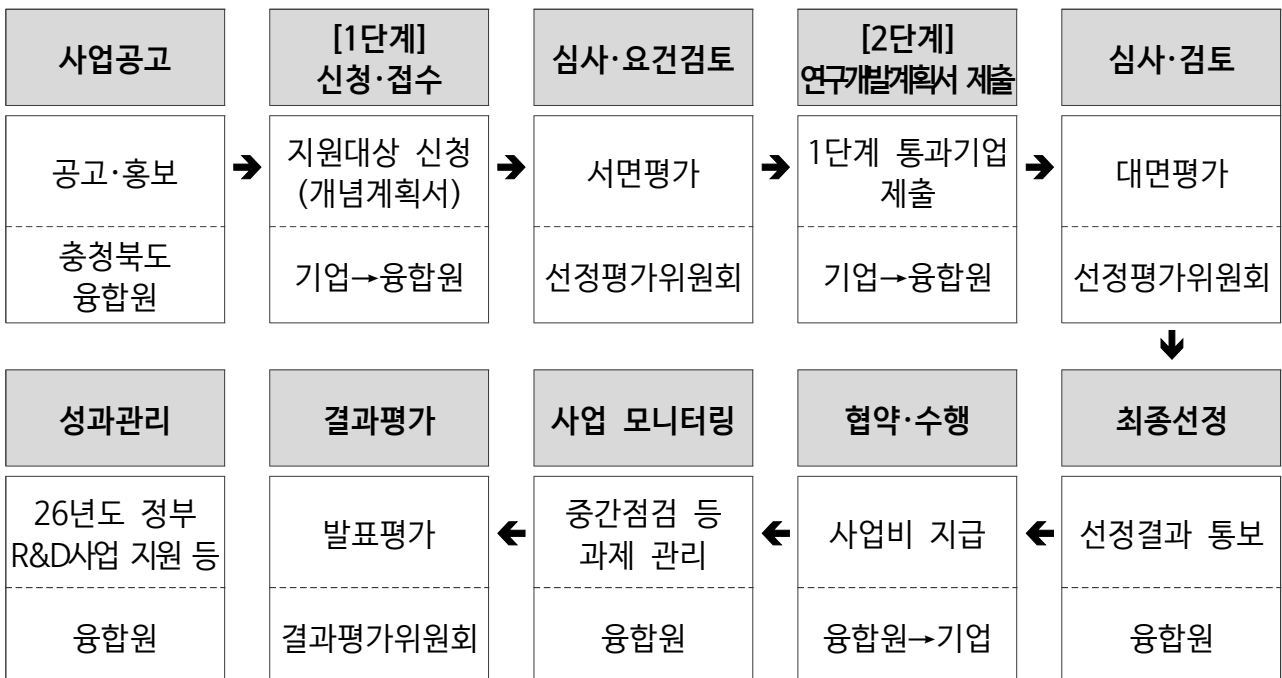 사업공고
[1단계]
신청·접수
심사·요건검토
[2단계]
연구개발계획서 제출
심사·검토
공고·홍보
➔
지원대상 신청
(개념계획서)
➔
서면평가
➔
1단계 통과기업
제출
➔
대면평가
충청북도
융합원
기업→융합원
선정평가위원회
기업→융합원
선정평가위원회
🡻
성과관리
결과평가
사업 모니터링
협약·수행
최종선정
26년도 정부
R&D사업 지원 등
🡸
발표평가
🡸
중간점검 등
과제 관리
🡸
사업비 지급
🡸
선정결과 통보
융합원
결과평가위원회
융합원
융합원→기업
융합원